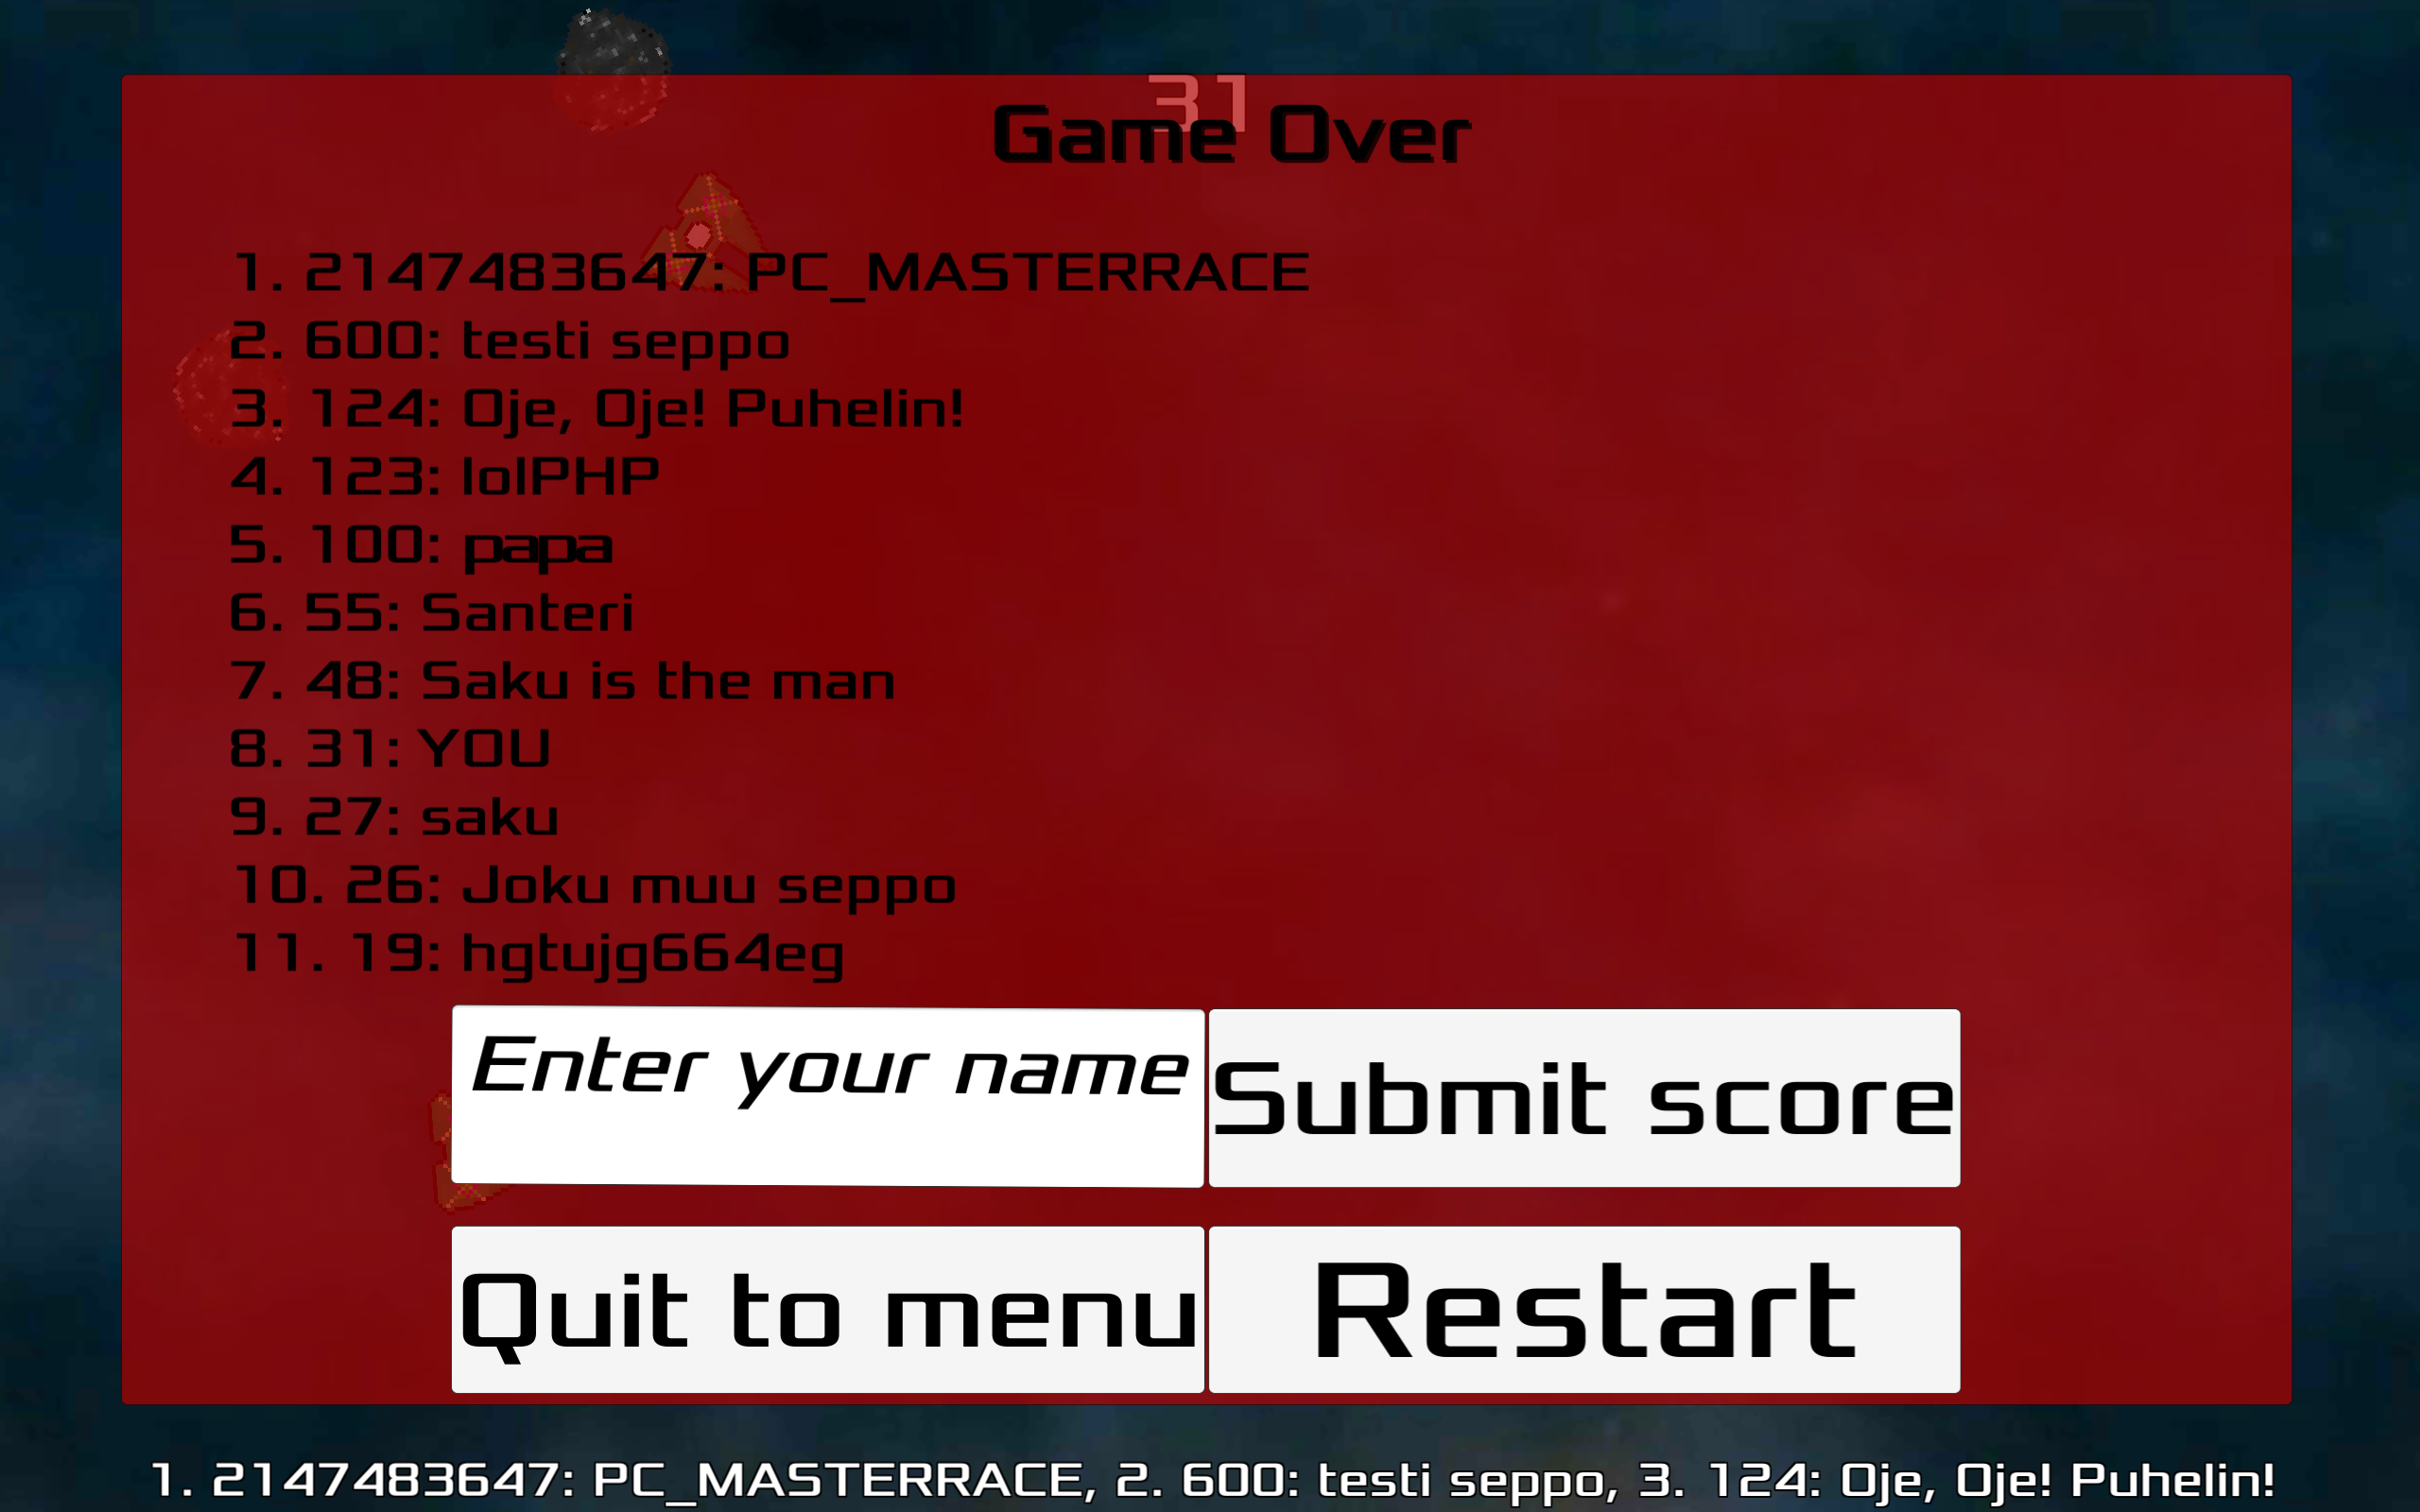 31
Game Over
1. 2147483647: PC_MASTERRACE
2. 600: testi seppo
3. 124: Oje, Oje! Puhelin!
4. 123: lolPHP
5. 100: papa
6. 55: Santeri
7. 48: Saku is the man
8. 31: YOU
9. 27: saku
10. 26: Joku muu seppo
11. 19: hgtujg664eg
Enter your name
Submit score
Quit to menu
Restart
1. 2147483647: PC_MASTERRACE, 2. 600: testi seppo, 3. 124: Oje, Oje! Puhelin!